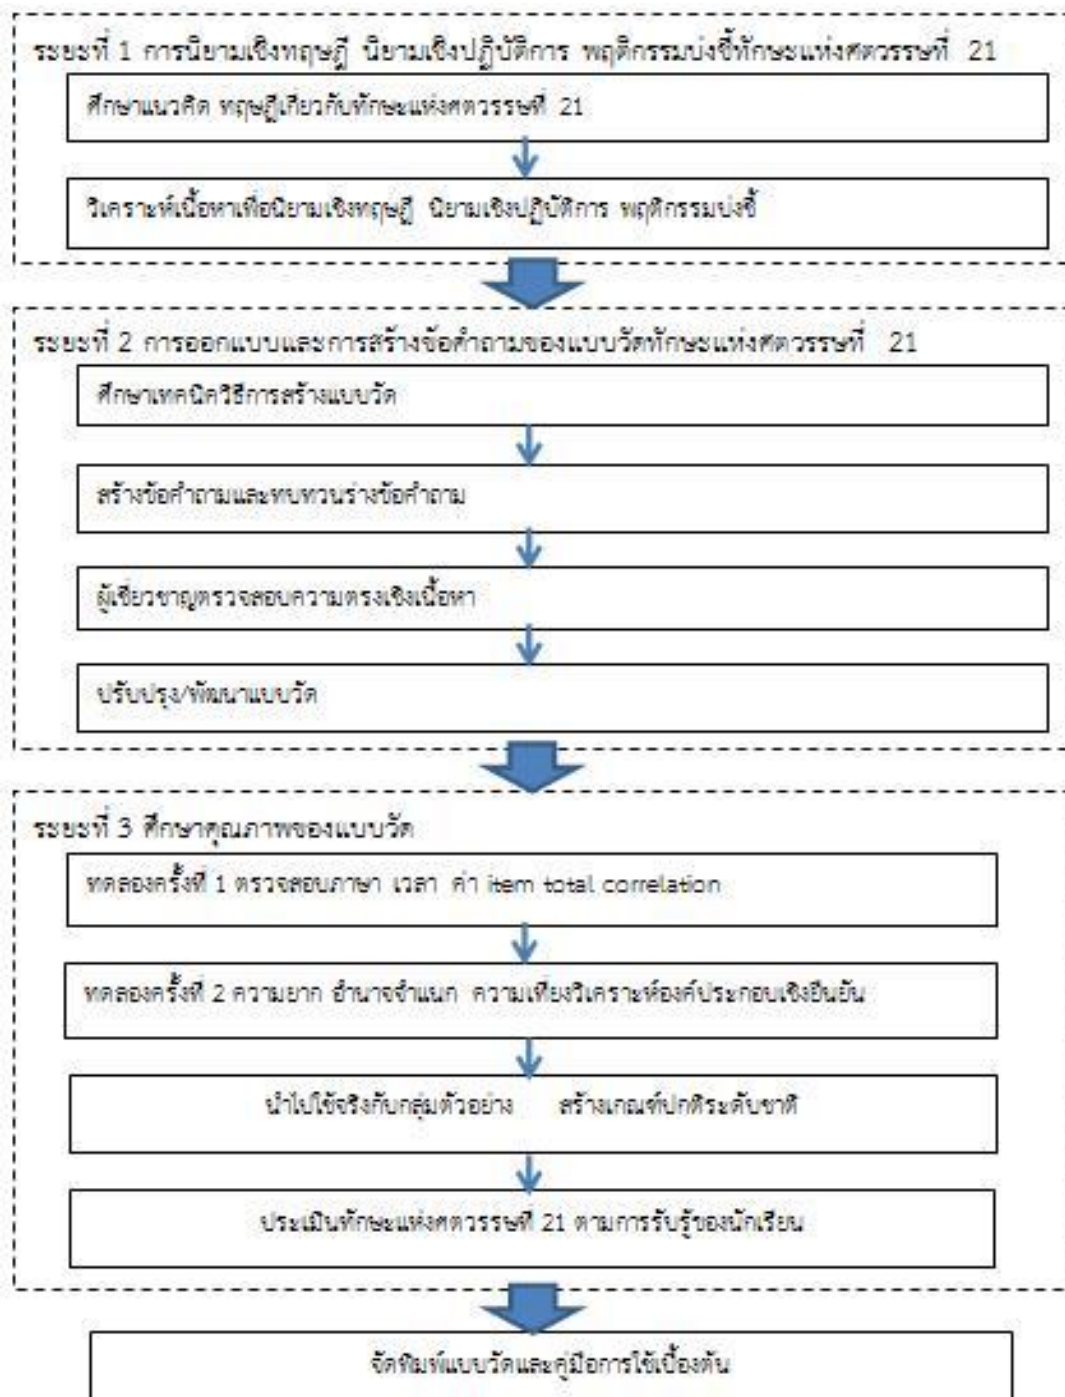 ระยะที่ 1 การนิยามเชิงทฤษฎี นิยามเชิงปฏิบัติการ พฤติกรรมบ่งชี้ทักษะแห่งศตวรรษที่ 21
ศึกษาแนวคิด ทฤษฎีเกี่ยวกับทักษะแห่งศตวรรษที่ 21
วิเคราะห์เนื้อหาเพื่อนิยามเชิงทฤษฎี นิยามเชิงปฏิบัติการ พฤติกรรมบ่งชี้
ระยะที่ 2 การออกแบบและการสร้างข้อคำถามของแบบวัดทักษะแห่งศตวรรษที่ 21
ศึกษาเทคนิควิธีการสร้างแบบวัด
สร้างข้อคำถามและทบทวนร่างข้อคำถาม
ผู้เชี่ยวชาญตรวจสอบความตรงเชิงเนื้อหา
ปรับปรุง/พัฒนาแบบวัด
ระยะที่ 3 ศึกษาคุณภาพของแบบวัด
ทดลองครั้งที่ 1 ตรวจสอบภาษา เวลา ค่า item total correlation
ทดลองครั้งที่ 2 ความยาก อำนาจจำแนก ความเที่ยงวิเคราะห์องค์ประกอบเชิงยืนยัน
นำไปใช้จริงกับกลุ่มตัวอย่าง สร้างเกณฑ์ปกติระดับชาติ
ประเมินทักษะแห่งศตวรรษที่ 21 ตามการรับรู้ของนักเรียน
จัดพิมพ์แบบวัดและคู่มือการใช้เบื้องต้น